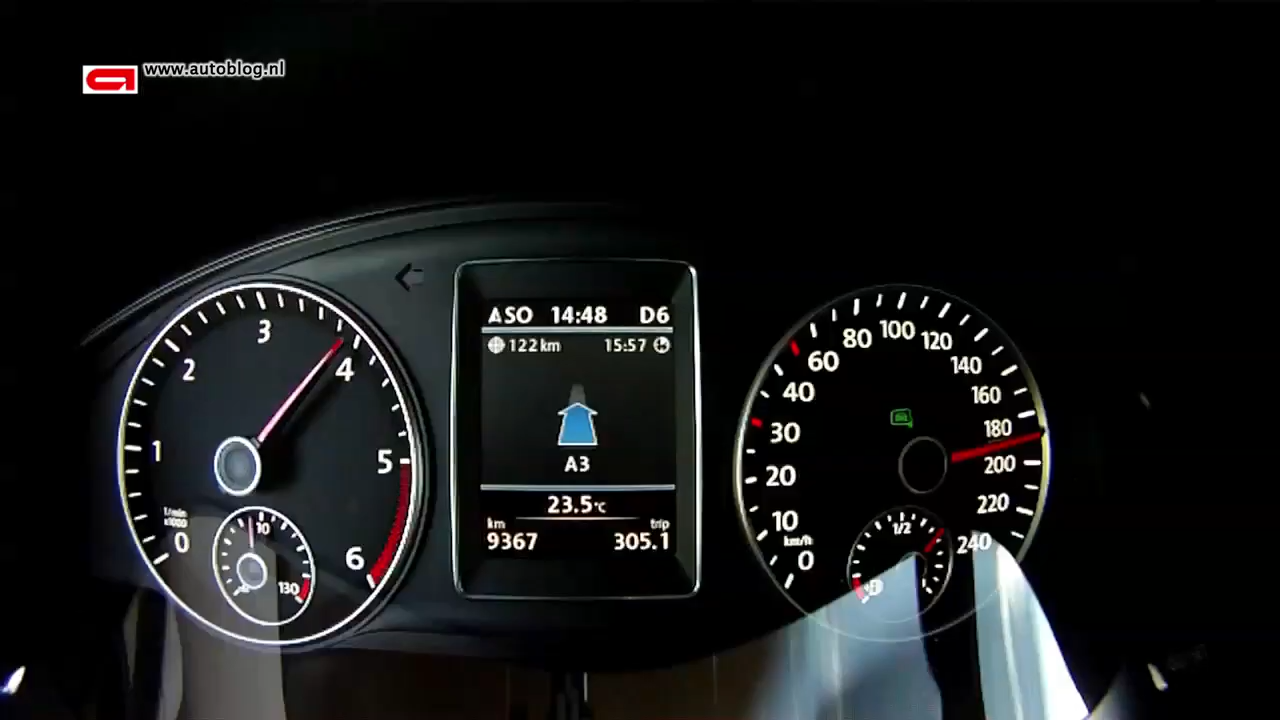 www.autoblog.nl
ASO 14:48 D6
122 km 15:57
A3
23.5°C
km trip
9367 305.1
0 1 2 3 4 5 6
1/min
x1000
90
130
0 10 20 30 40 60 80 100 120 140 160 180 200 220 240
km/h
1/2